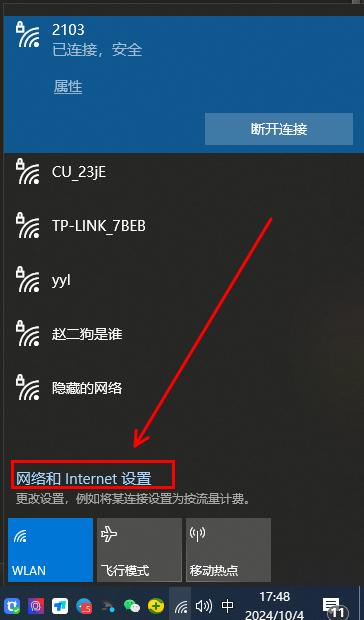 2103
已连接，安全
属性
断开连接
CU_23jE
TP-LINK_7BEB
yyl
赵二狗是谁
隐藏的网络
网络和 Internet 设置
更改设置，例如将某连接设置为按流量计费。
WLAN
飞行模式
移动热点
中
17:48
2024/10/4
11